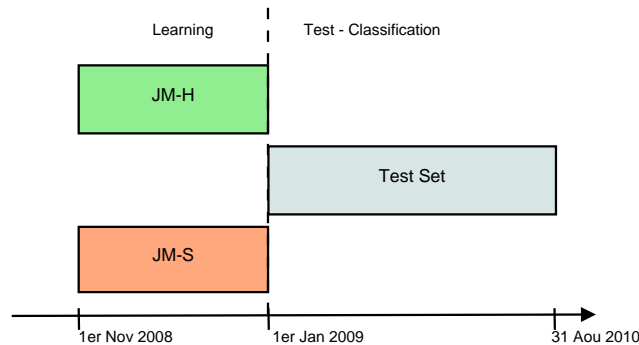 Learning
Test - Classification
JM-H
Test Set
JM-S
1er Nov 2008
1er Jan 2009
31 Aou 2010